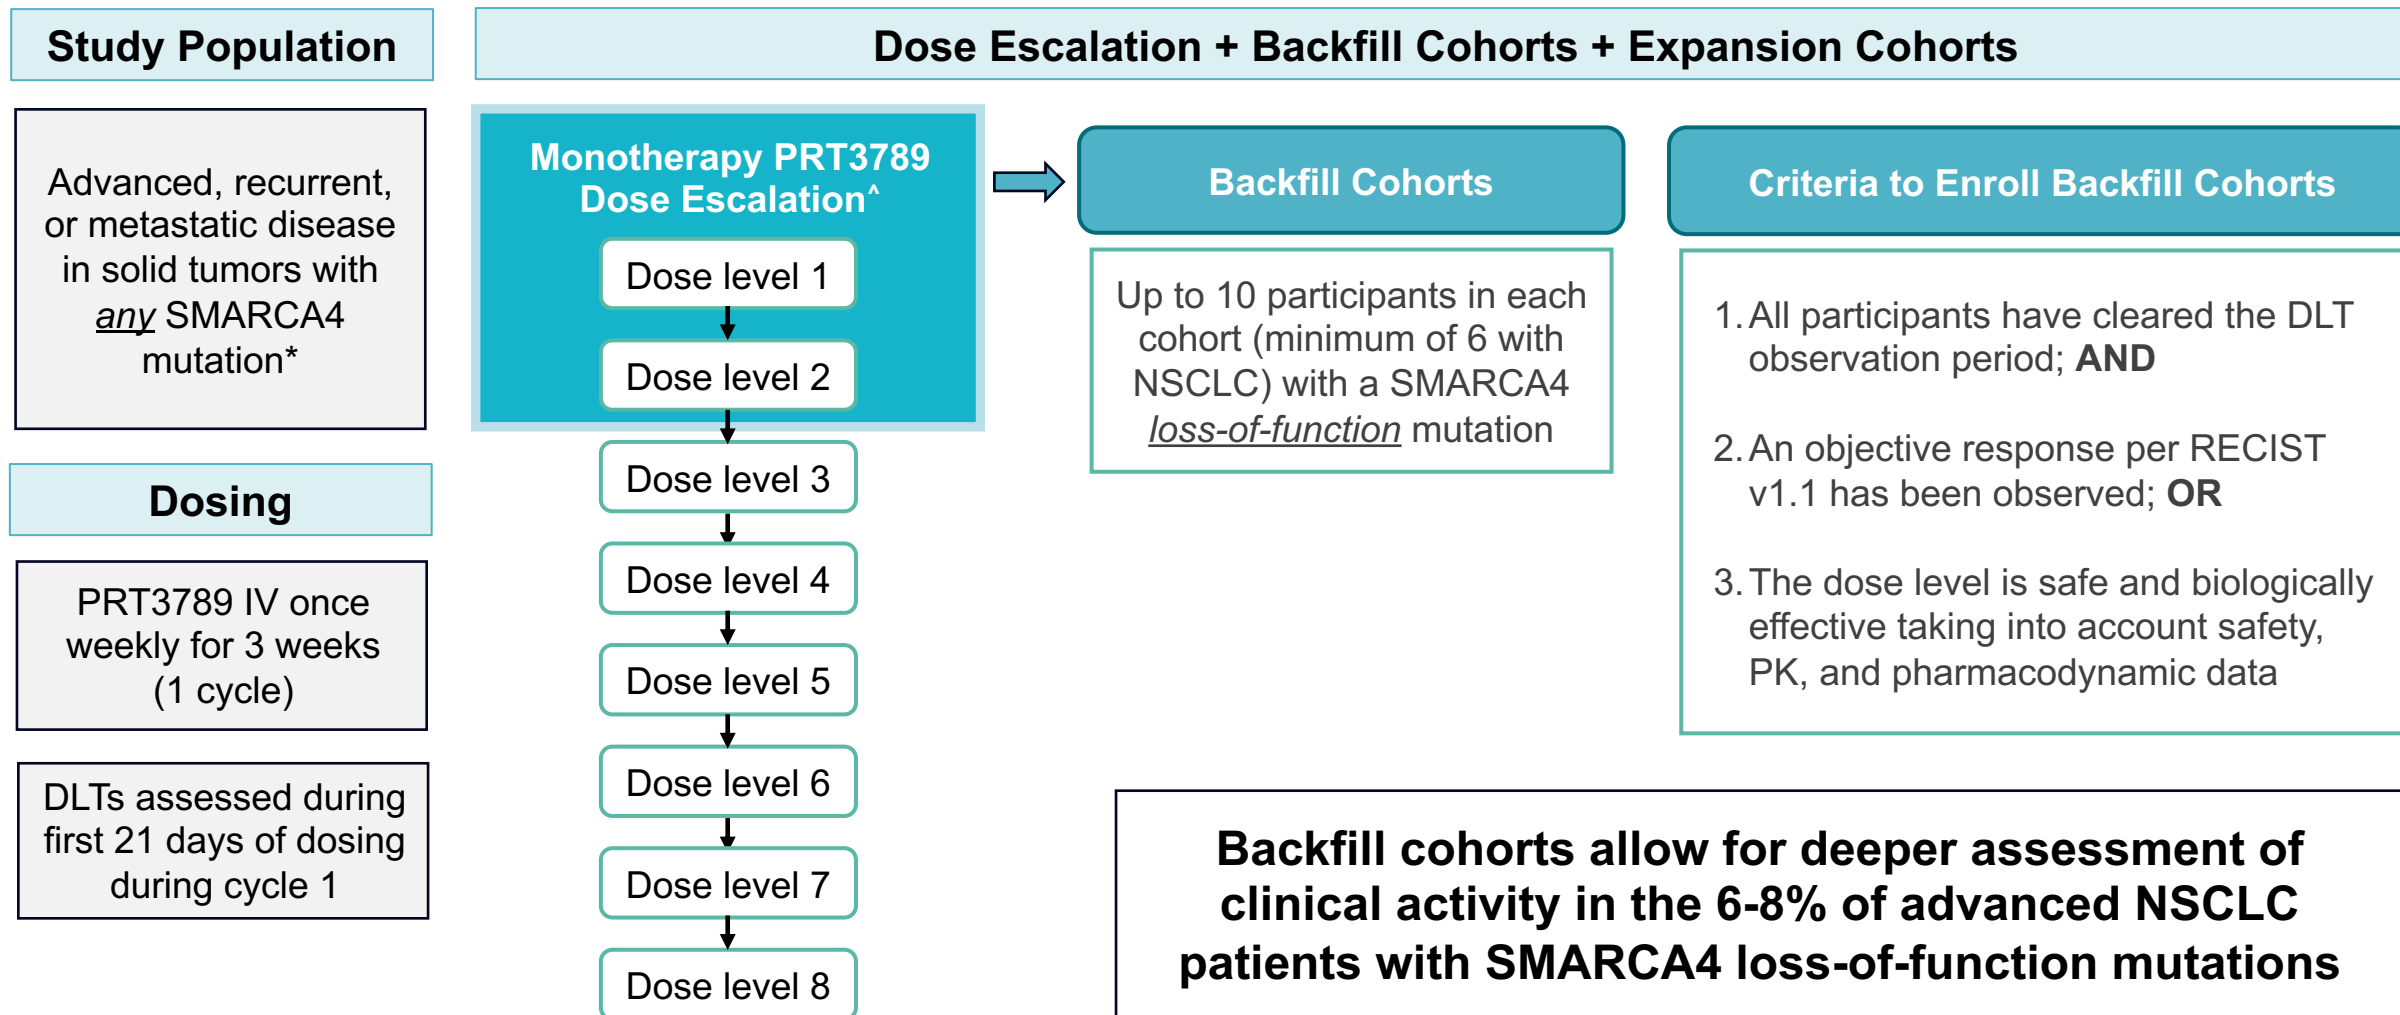 Study Population
Advanced, recurrent,
or metastatic disease
in solid tumors with
any SMARCA4
mutation*
Dosing
PRT3789 IV once
weekly for 3 weeks
(1 cycle)
DLTs assessed during
first 21 days of dosing
during cycle 1
Dose Escalation + Backfill Cohorts + Expansion Cohorts
Monotherapy PRT3789
Dose Escalation^
Dose level 1
Dose level 2
Dose level 3
Dose level 4
Dose level 5
Dose level 6
Dose level 7
Dose level 8
Backfill Cohorts
Up to 10 participants in each
cohort (minimum of 6 with
NSCLC) with a SMARCA4
loss-of-function mutation
Criteria to Enroll Backfill Cohorts
1. All participants have cleared the DLT
observation period; AND
2. An objective response per RECIST
v1.1 has been observed; OR
3. The dose level is safe and biologically
effective taking into account safety,
PK, and pharmacodynamic data
Backfill cohorts allow for deeper assessment of
clinical activity in the 6-8% of advanced NSCLC
patients with SMARCA4 loss-of-function mutations